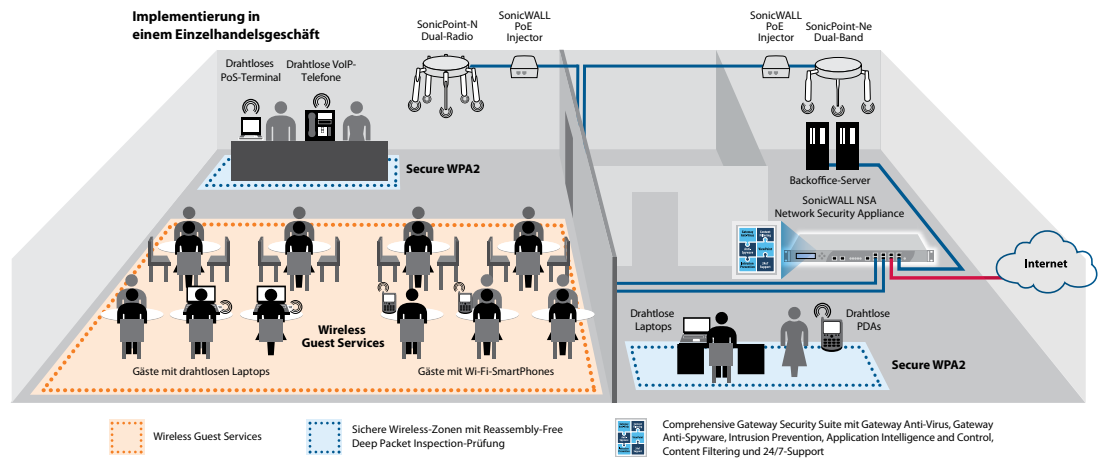 Implementierung in
einem Einzelhandelsgeschäft
SonicPoint-N
Dual-Radio
SonicWALL
PoE
Injector
SonicWALL
PoE
Injector
SonicPoint-Ne
Dual-Band
Drahtloses
PoS-Terminal
Drahtlose VoIP-
Telefone
Secure WPA2
Backoffice-Server
SonicWALL NSA
Network Security Appliance
Internet
Wireless
Guest Services
Gäste mit drahtlosen Laptops
Gäste mit Wi-Fi-SmartPhones
Drahtlose
Laptops
Drahtlose
PDAs
Secure WPA2
Wireless Guest Services
Sichere Wireless-Zonen mit Reassembly-Free
Deep Packet Inspection-Prüfung
Comprehensive Gateway Security Suite mit Gateway Anti-Virus, Gateway
Anti-Spyware, Intrusion Prevention, Application Intelligence and Control,
Content Filtering und 24/7-Support